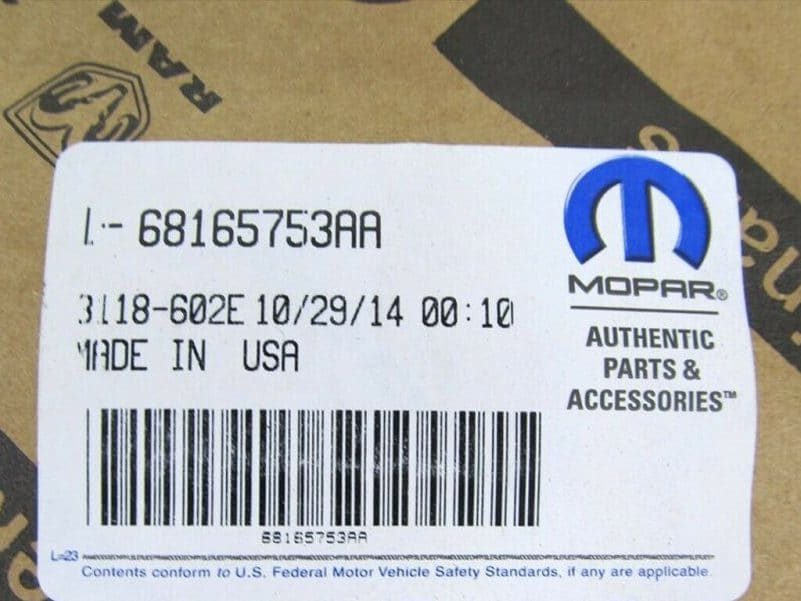 RAM
L-68165753AA
3118-602E 10/29/14 00:10
MADE IN USA
68165753AA
MOPAR®
AUTHENTIC
PARTS &
ACCESSORIES™
L=23
Contents conform to U.S. Federal Motor Vehicle Safety Standards, if any are applicable.